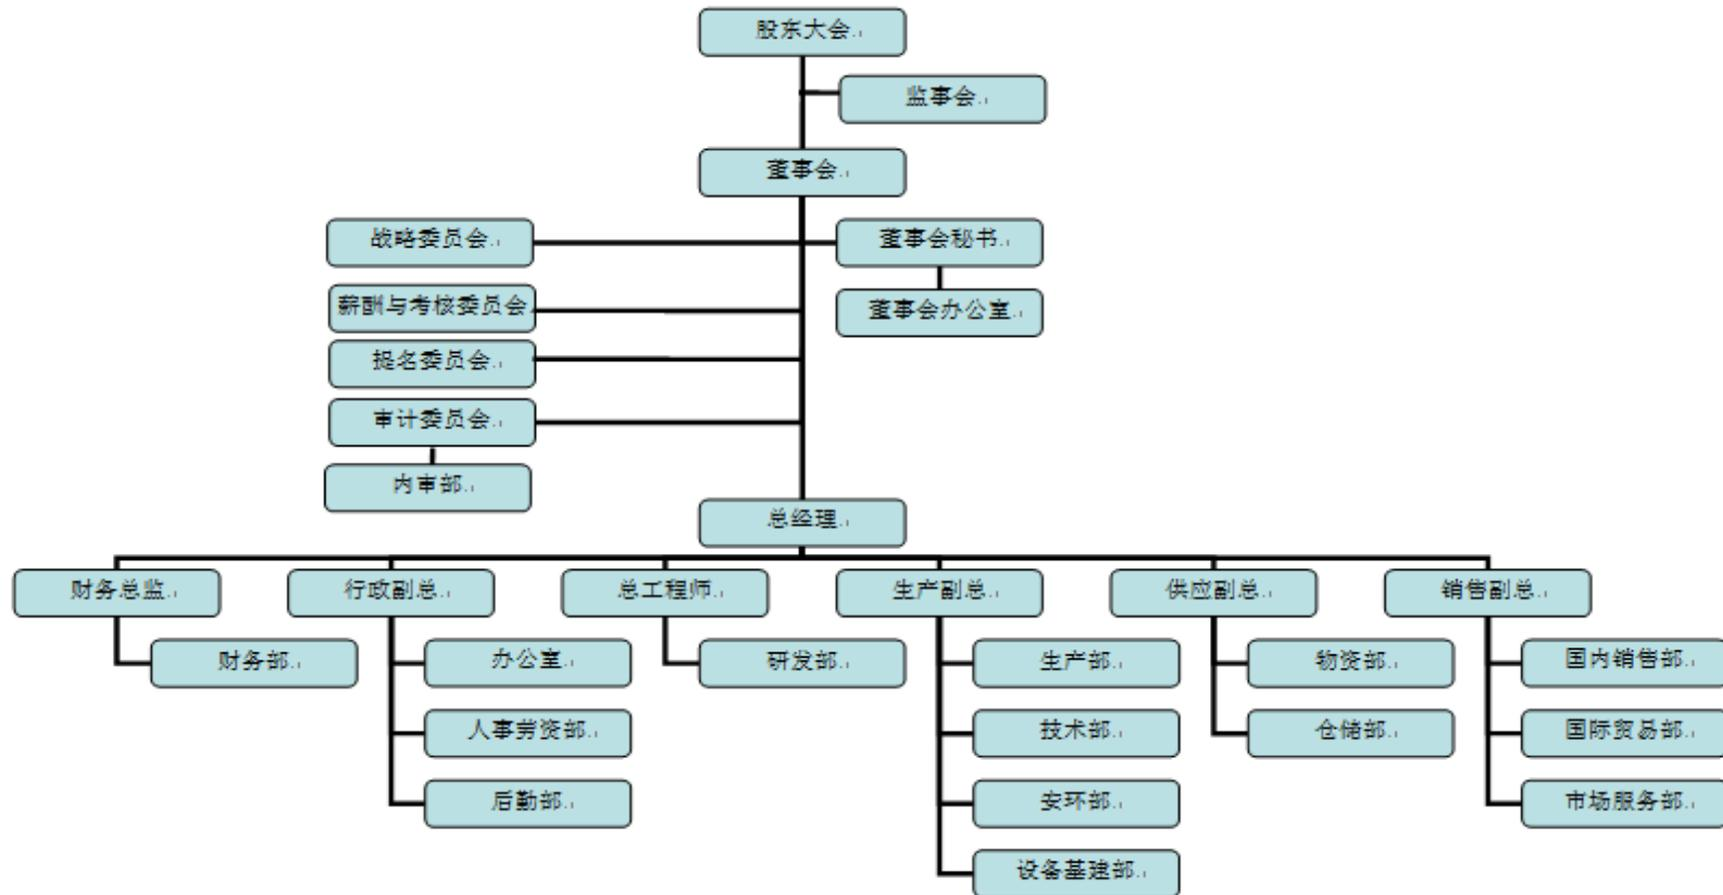 股东大会
监事会
董事会
战略委员会
董事会秘书
薪酬与考核委员会
董事会办公室
提名委员会
审计委员会
内审部
总经理
财务总监
行政副总
总工程师
生产副总
供应副总
销售副总
财务部
办公室
研发部
生产部
物资部
国内销售部
人事劳资部
技术部
仓储部
国际贸易部
后勤部
安环部
市场服务部
设备基建部